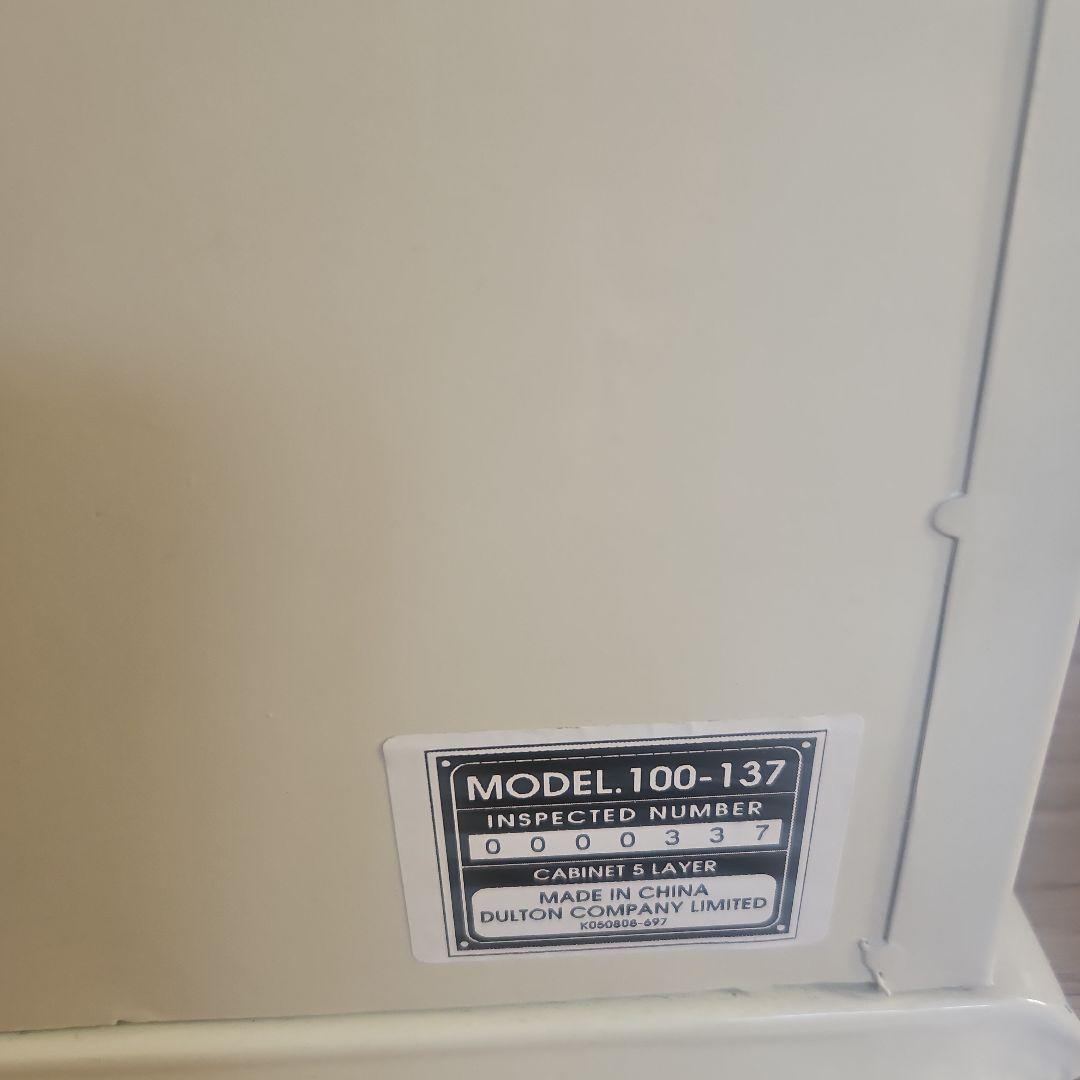 MODEL.100-137
INSPECTED NUMBER
0 0 0 0 3 3 7
CABINET 5 LAYER
MADE IN CHINA
DULTON COMPANY LIMITED
K050808-697